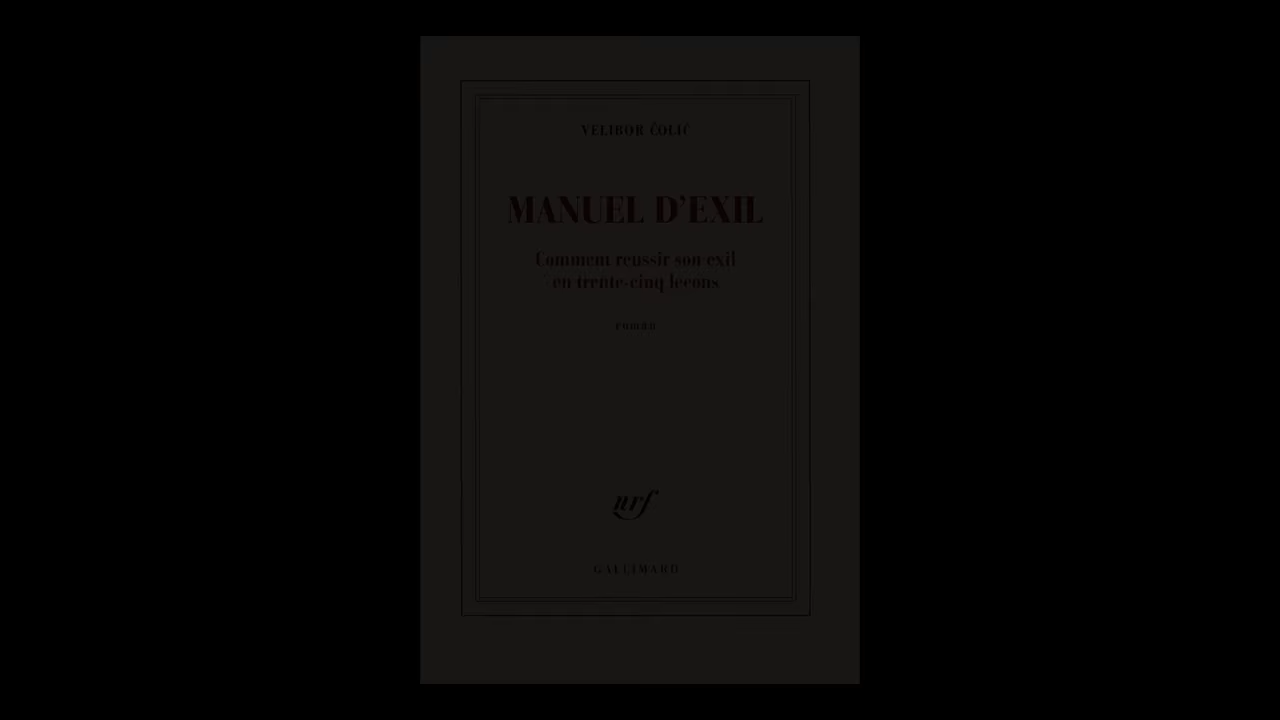 VELIBOR ČOLIĆ
MANUEL D'EXIL
Comment réussir son exil
en trente-cinq leçons
roman
nrf
GALLIMARD